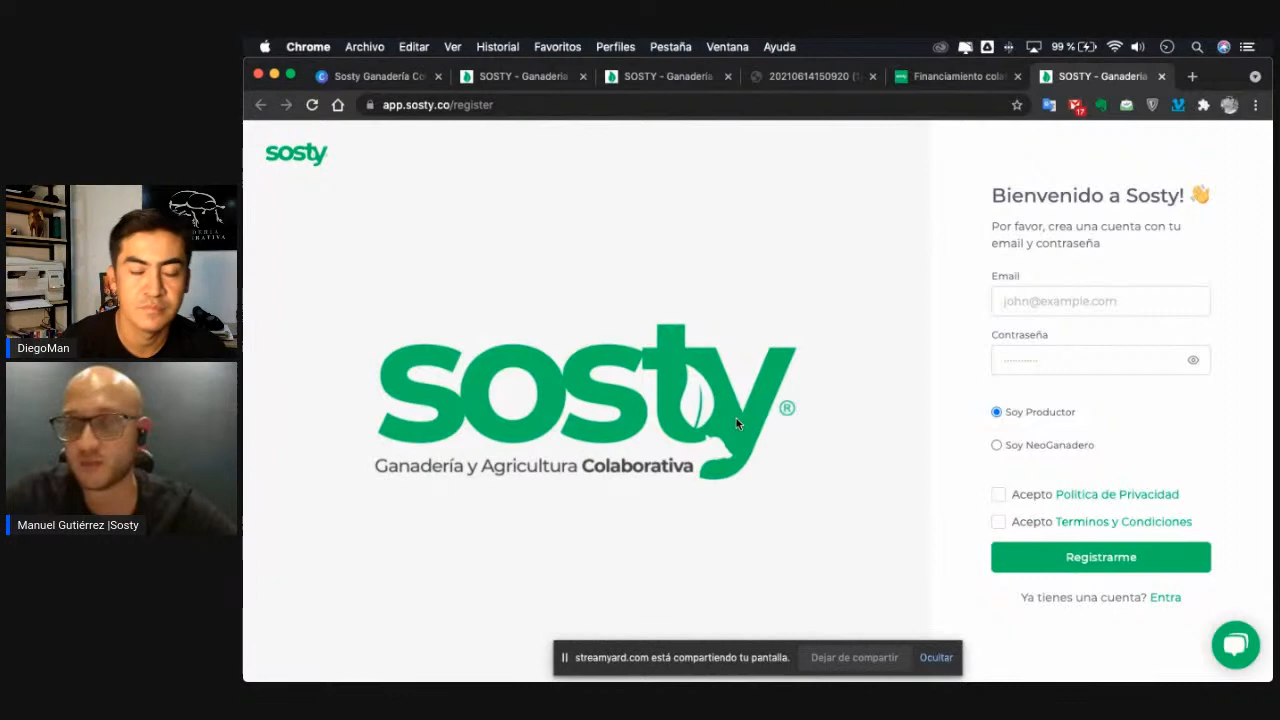 Chrome Archivo Editar Ver Historial Favoritos Perfiles Pestaña Ventana Ayuda
99 %
Sosty Ganadería Co
SOSTY - Ganadería
SOSTY - Ganadería
20210614150920 (1
Financiamiento cola
SOSTY - Ganadería
app.sosty.co/register
17
sosty
Bienvenido a Sosty! 👋
Por favor, crea una cuenta con tu
email y contraseña
Email
john@example.com
Contraseña
Soy Productor
Soy NeoGanadero
Acepto Politica de Privacidad
Acepto Terminos y Condiciones
Registrarme
Ya tienes una cuenta? Entra
sosty®
Ganadería y Agricultura Colaborativa
DiegoMan
Manuel Gutiérrez |Sosty
streamyard.com está compartiendo tu pantalla.
Dejar de compartir
Ocultar